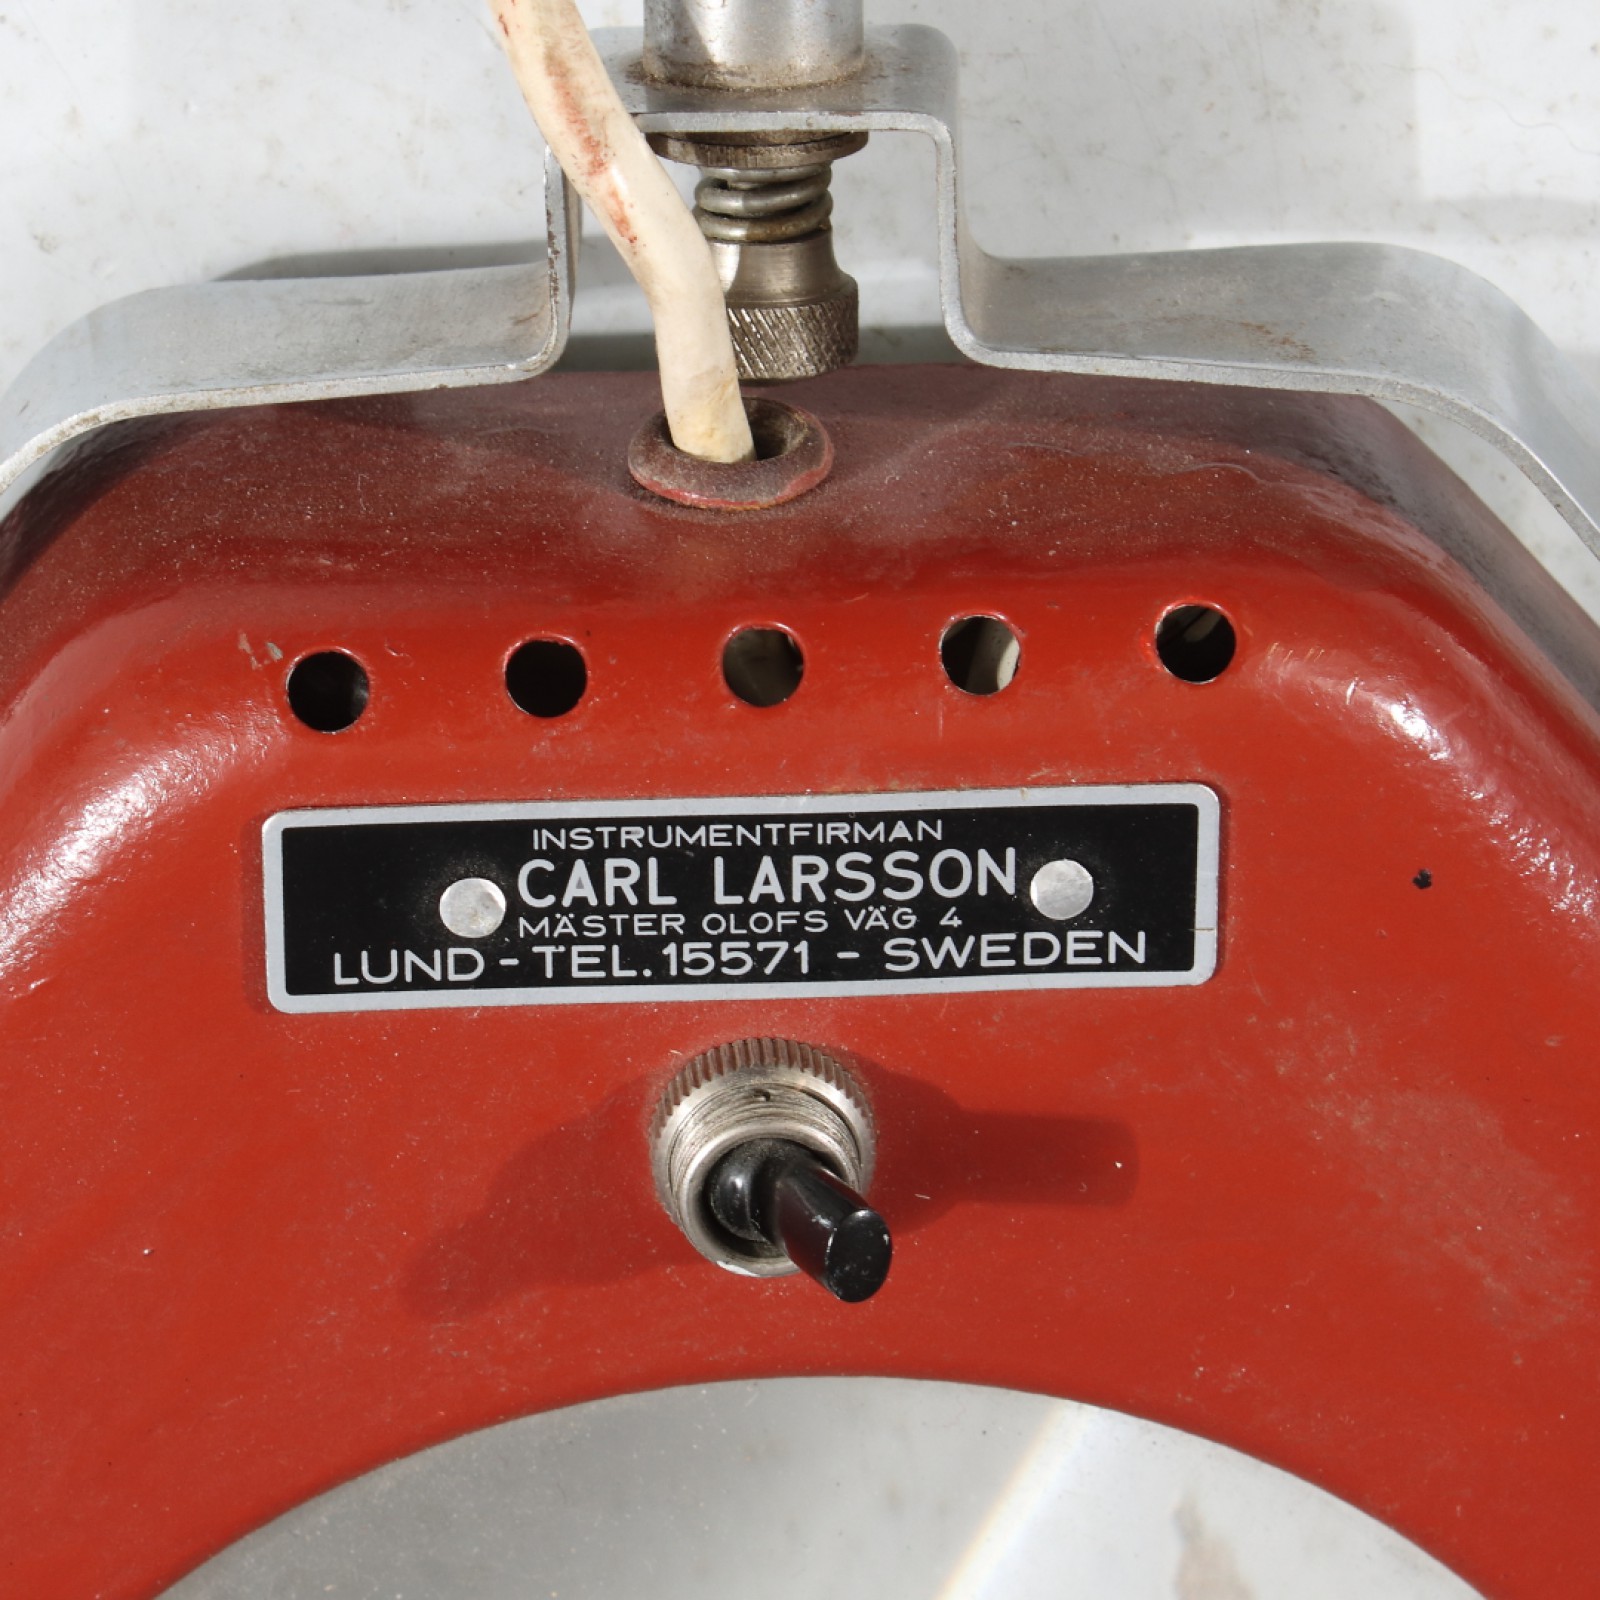 INSTRUMENTFIRMAN
CARL LARSSON
MÄSTER OLOFS VÄG 4
LUND - TEL. 15571 - SWEDEN